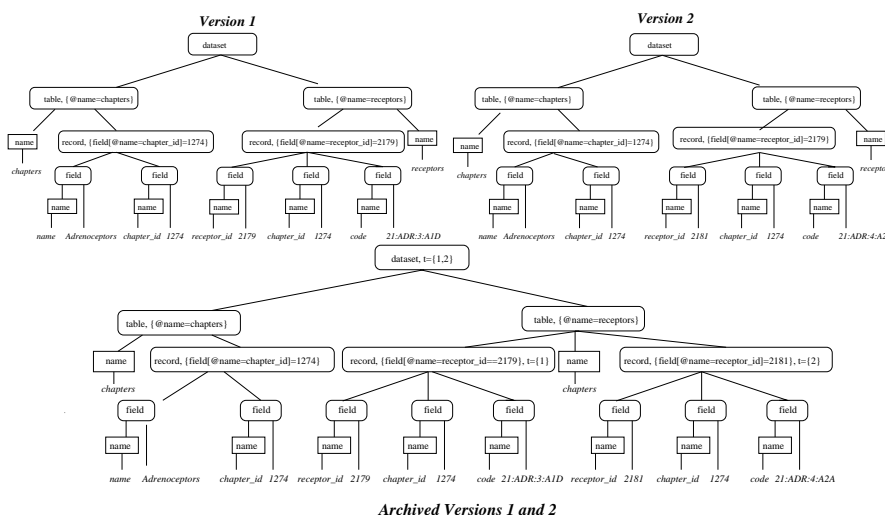 Version 1
dataset
table, {@name=chapters}
table, {@name=receptors}
name
record, {field[@name=chapter_id]=1274}
record, {field[@name=receptor_id]=2179}
name
chapters
receptors
field
field
field
field
field
name
name
name
name
name
name
Adrenoceptors
chapter_id
1274
receptor_id
2179
chapter_id
1274
code
21:ADR:3:A1D
Version 2
dataset
table, {@name=chapters}
table, {@name=receptors}
name
record, {field[@name=chapter_id]=1274}
record, {field[@name=receptor_id]=2179}
name
chapters
receptors
field
field
field
field
field
name
name
name
name
name
name
Adrenoceptors
chapter_id
1274
receptor_id
2181
chapter_id
1274
code
21:ADR:4:A2
dataset, t={1,2}
table, {@name=chapters}
table, {@name=receptors}
name
record, {field[@name=chapter_id]=1274}
record, {field[@name=receptor_id==2179}, t={1}
name
record, {field[@name=receptor_id]=2181}, t={2}
chapters
chapters
field
field
field
field
field
field
field
field
name
name
name
name
name
name
name
name
name
Adrenoceptors
chapter_id
1274
receptor_id
2179
chapter_id
1274
code
21:ADR:3:A1D
receptor_id
2181
chapter_id
1274
code
21:ADR:4:A2A
Archived Versions 1 and 2